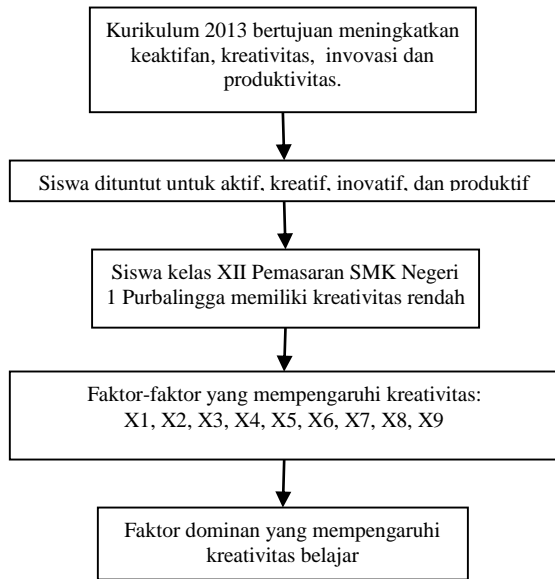 Kurikulum 2013 bertujuan meningkatkan
keaktifan, kreativitas, invovasi dan
produktivitas.
Siswa dituntut untuk aktif, kreatif, inovatif, dan produktif
Siswa kelas XII Pemasaran SMK Negeri
1 Purbalingga memiliki kreativitas rendah
Faktor-faktor yang mempengaruhi kreativitas:
X1, X2, X3, X4, X5, X6, X7, X8, X9
Faktor dominan yang mempengaruhi
kreativitas belajar